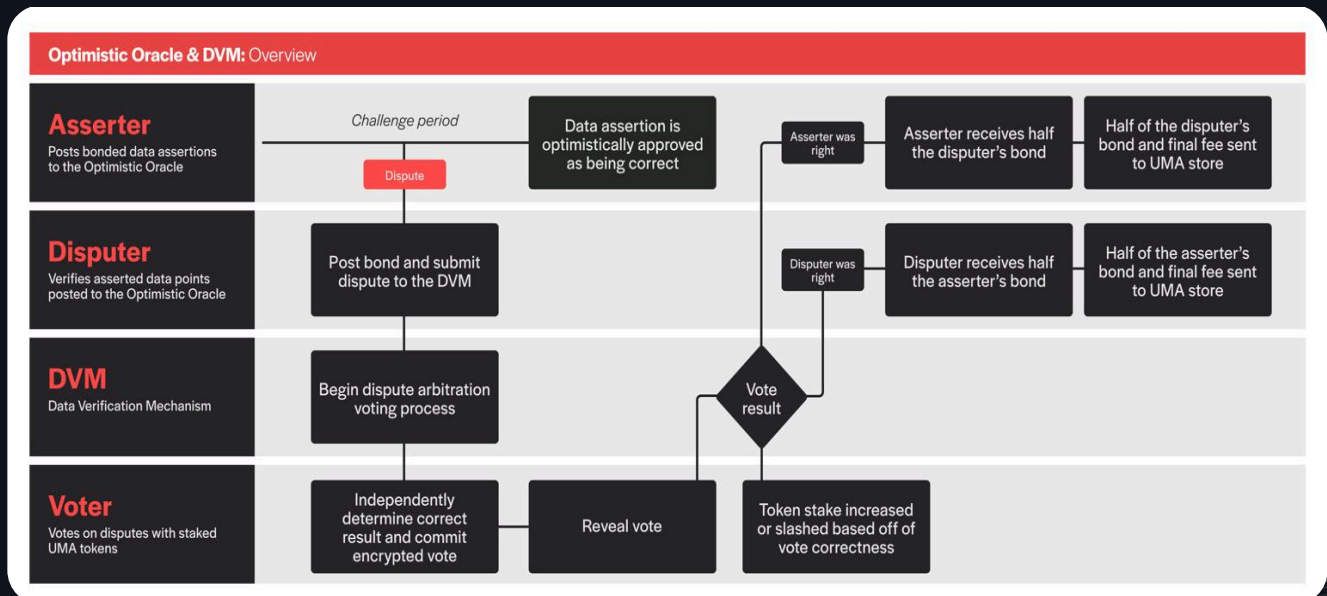 Optimistic Oracle & DVM: Overview
Asserter
Posts bonded data assertions
to the Optimistic Oracle
Challenge period
Dispute
Data assertion is
optimistically approved
as being correct
Asserter was
right
Asserter receives half
the disputer's bond
Half of the disputer's
bond and final fee sent
to UMA store
Disputer
Verifies asserted data points
posted to the Optimistic Oracle
Post bond and submit
dispute to the DVM
Disputer was
right
Disputer receives half
the asserter's bond
Half of the asserter's
bond and final fee sent
to UMA store
DVM
Data Verification Mechanism
Begin dispute arbitration
voting process
Vote
result
Voter
Votes on disputes with staked
UMA tokens
Independently
determine correct
result and commit
encrypted vote
Reveal vote
Token stake increased
or slashed based off of
vote correctness